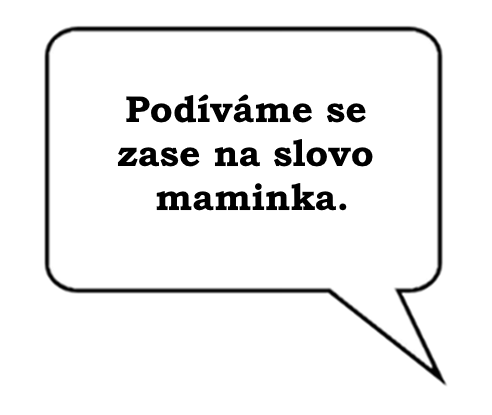 Podíváme se
zase na slovo
maminka.